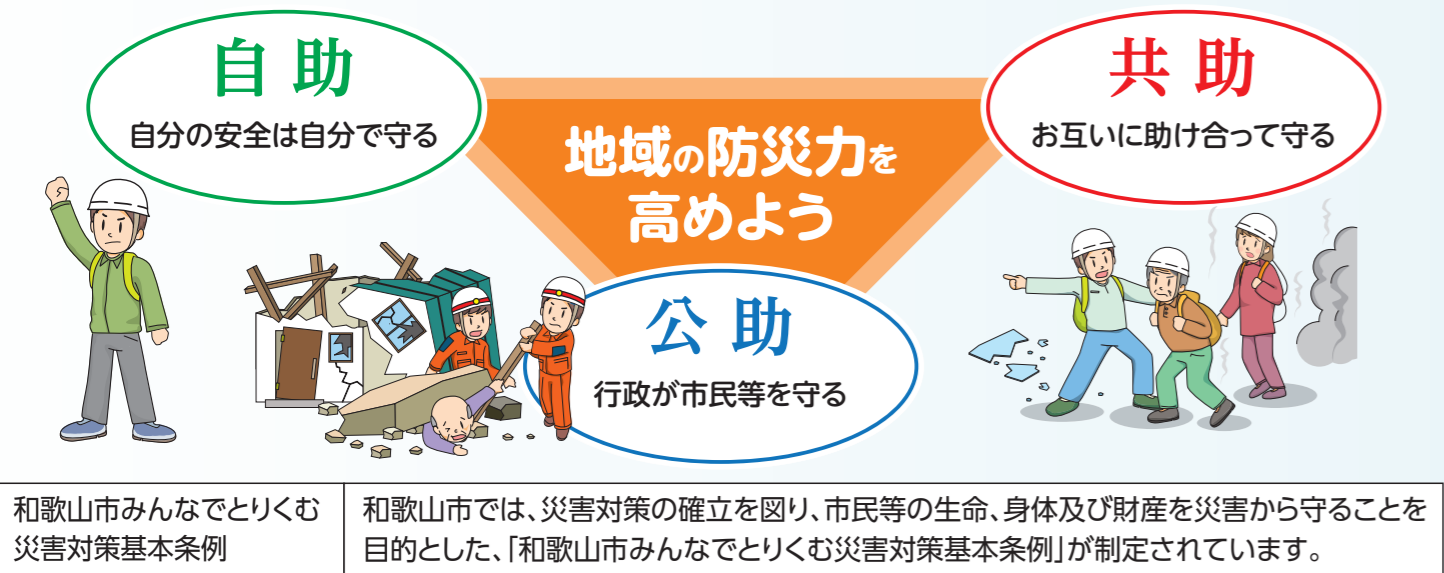 自助
自分の安全は自分で守る
地域の防災力を
高めよう
共助
お互いに助け合って守る
公助
行政が市民等を守る
和歌山市みんなでとりくむ
災害対策基本条例
和歌山市では、災害対策の確立を図り、市民等の生命、身体及び財産を災害から守ることを
目的とした、「和歌山市みんなでとりくむ災害対策基本条例」が制定されています。